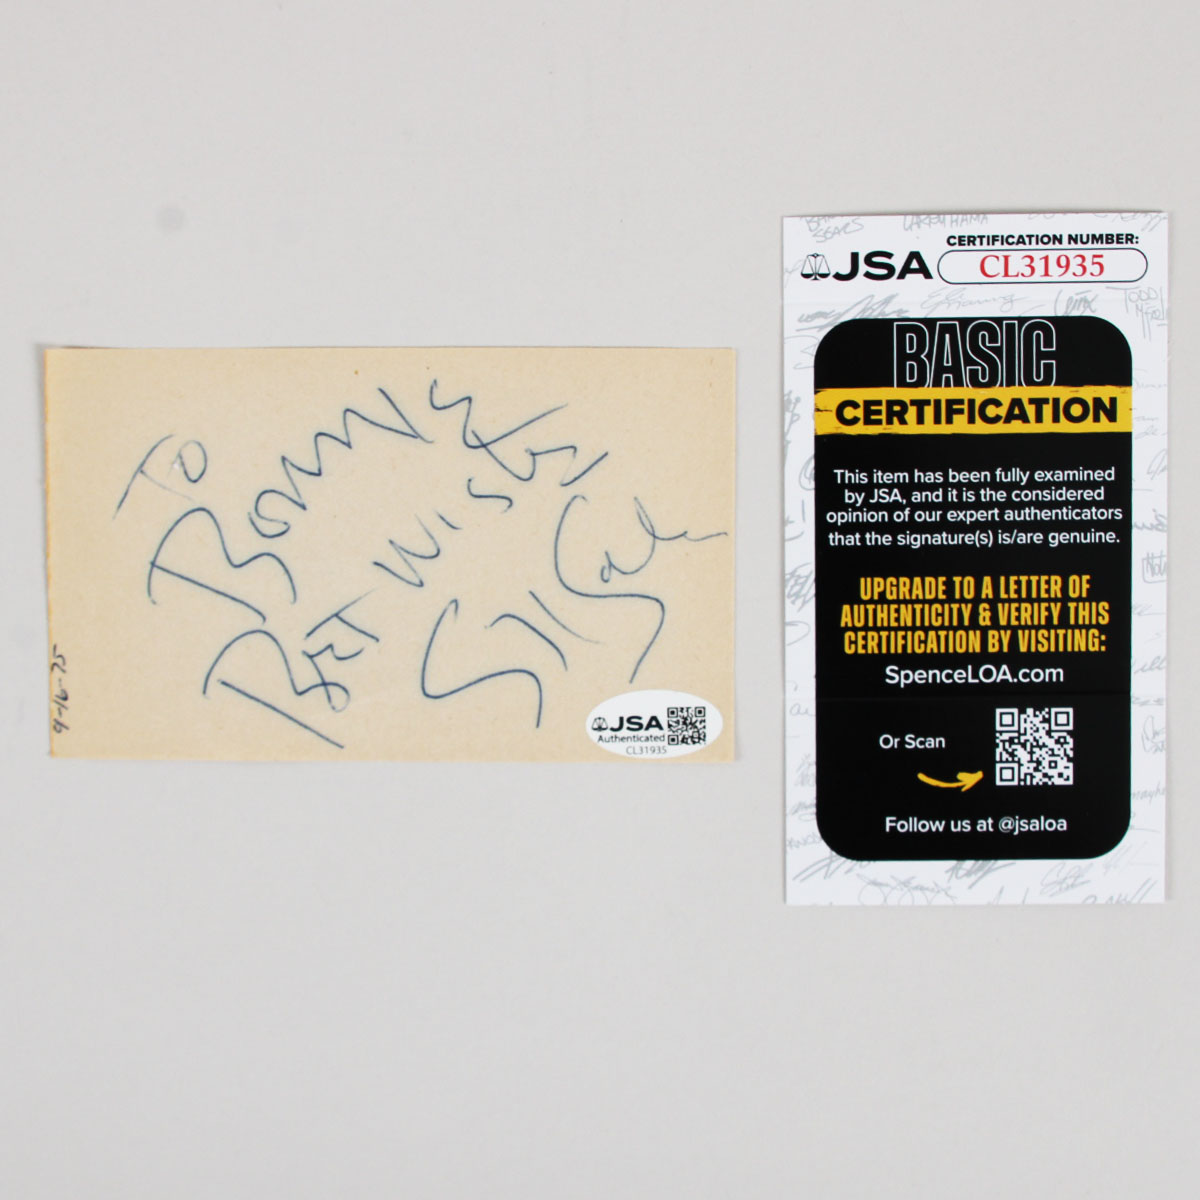 TO
BONNIE
BEST WISHES
9-16-75
JSA
Authenticated
CL31935
JSA
CERTIFICATION NUMBER:
CL31935
BASIC
CERTIFICATION
This item has been fully examined
by JSA, and it is the considered
opinion of our expert authenticators
that the signature(s) is/are genuine.
UPGRADE TO A LETTER OF
AUTHENTICITY & VERIFY THIS
CERTIFICATION BY VISITING:
SpenceLOA.com
Or Scan
Follow us at @jsaloa